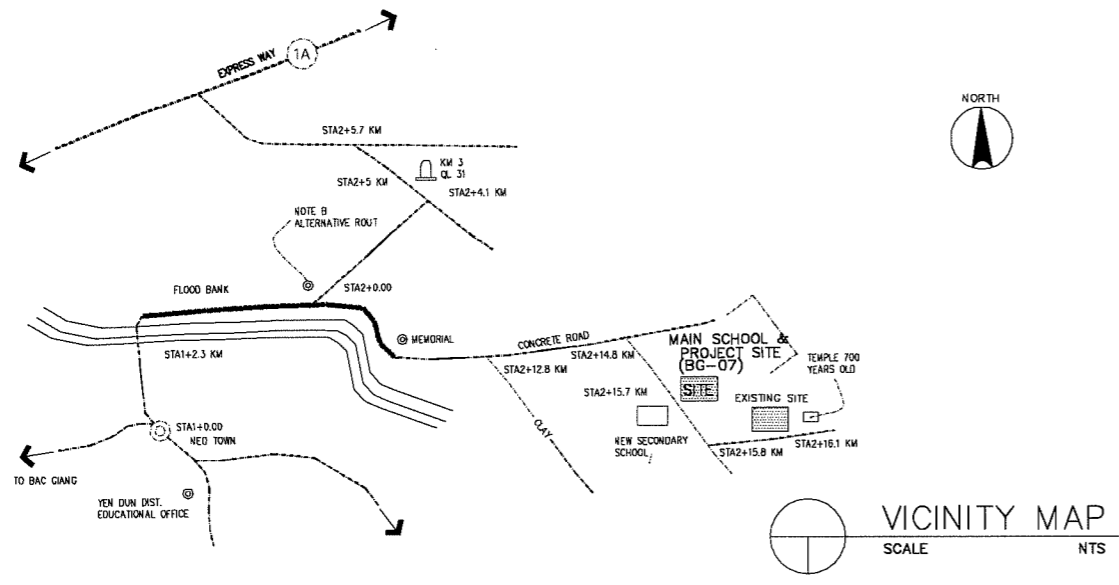 EXPRESS WAY
1A
NORTH
STA2+5.7 KM
KM 3
QL 31
STA2+5 KM
STA2+4.1 KM
NOTE B
ALTERNATIVE ROUT
FLOOD BANK
STA2+0.00
MEMORIAL
CONCRETE ROAD
MAIN SCHOOL &
PROJECT SITE
(BG-07)
TEMPLE 700
YEARS OLD
STA1+2.3 KM
STA2+14.8 KM
STA2+12.8 KM
STA2+15.7 KM
SITE
EXISTING SITE
CLAY
STA1+0.00
NEO TOWN
NEW SECONDARY
SCHOOL
STA2+16.1 KM
STA2+15.8 KM
TO BAC GIANG
YEN DUN DIST.
EDUCATIONAL OFFICE
VICINITY MAP
SCALE NTS